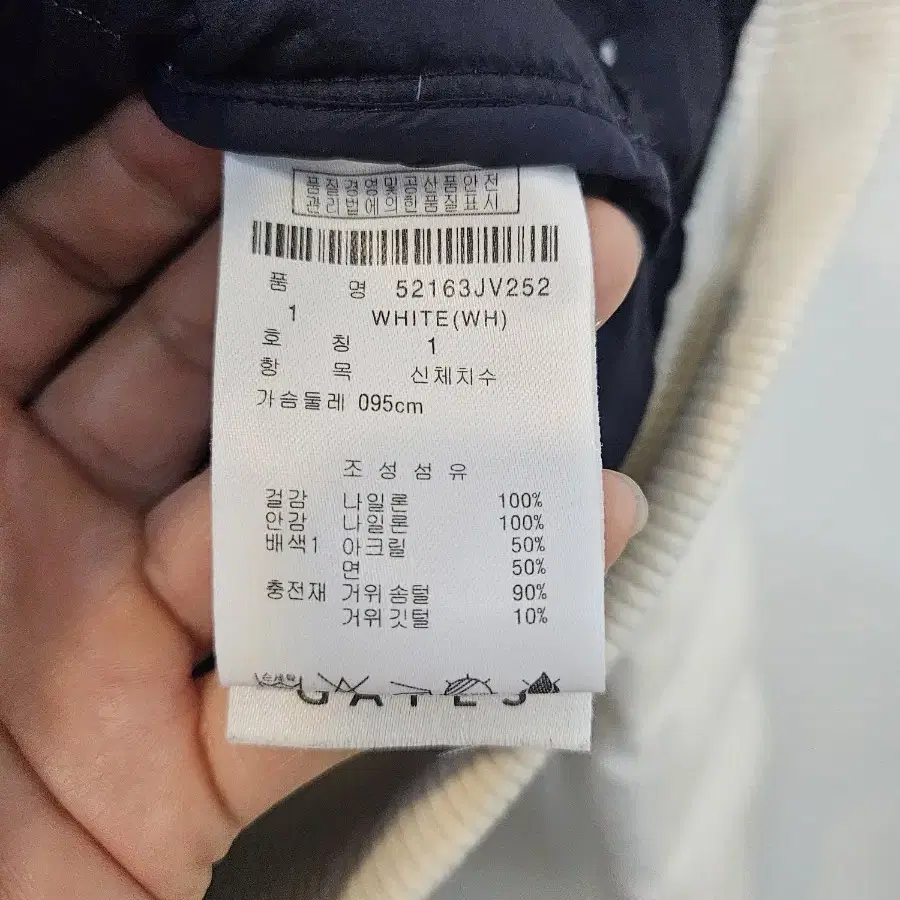 품질경영및공산품안전
관리법에의한품질표시
품 명 52163JV252
1 WHITE(WH)
호 칭 1
항 목 신체치수
가슴둘레 095cm
조 성 섬 유
겉감 나일론 100%
안감 나일론 100%
배색1 아크릴 50%
면 50%
충전재 거위 솜털 90%
거위 깃털 10%